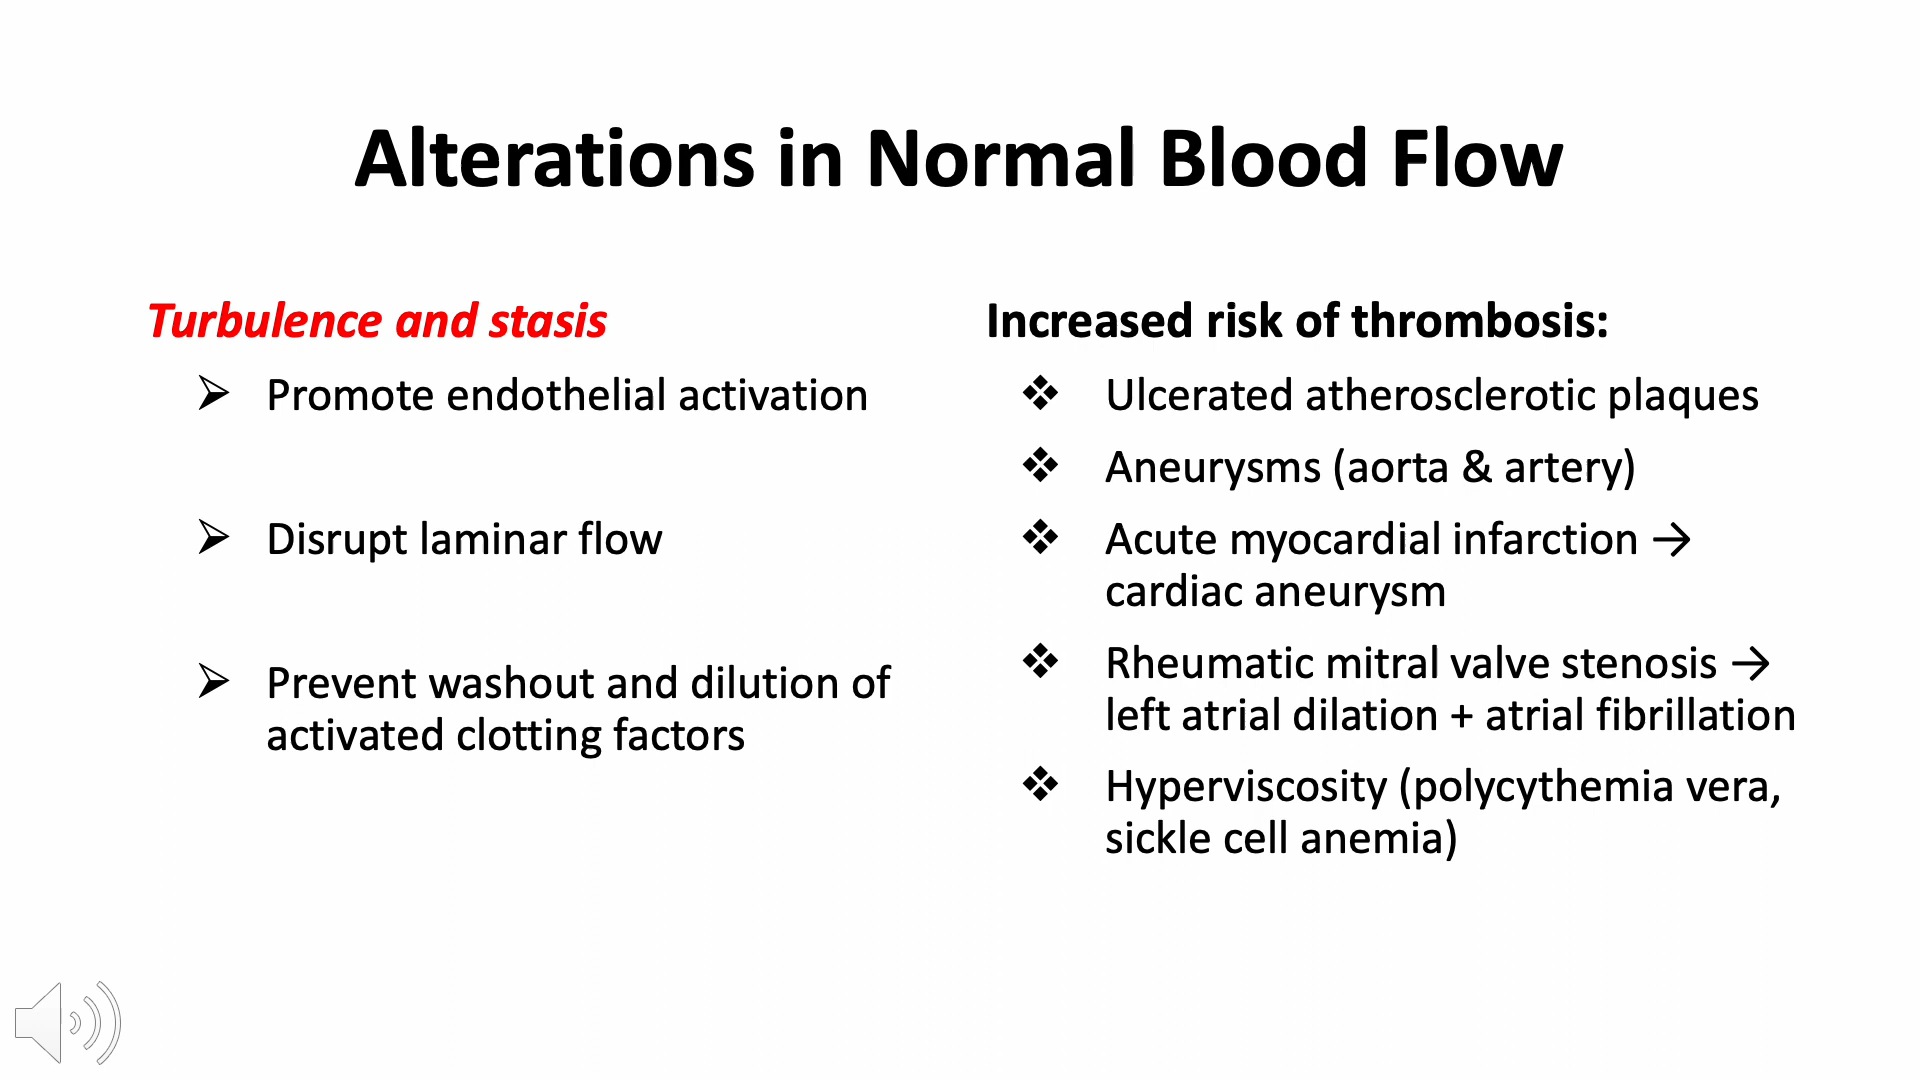 Alterations in Normal Blood Flow
Turbulence and stasis
➢ Promote endothelial activation
➢ Disrupt laminar flow
➢ Prevent washout and dilution of
activated clotting factors
Increased risk of thrombosis:
❖ Ulcerated atherosclerotic plaques
❖ Aneurysms (aorta & artery)
❖ Acute myocardial infarction →
cardiac aneurysm
❖ Rheumatic mitral valve stenosis →
left atrial dilation + atrial fibrillation
❖ Hyperviscosity (polycythemia vera,
sickle cell anemia)